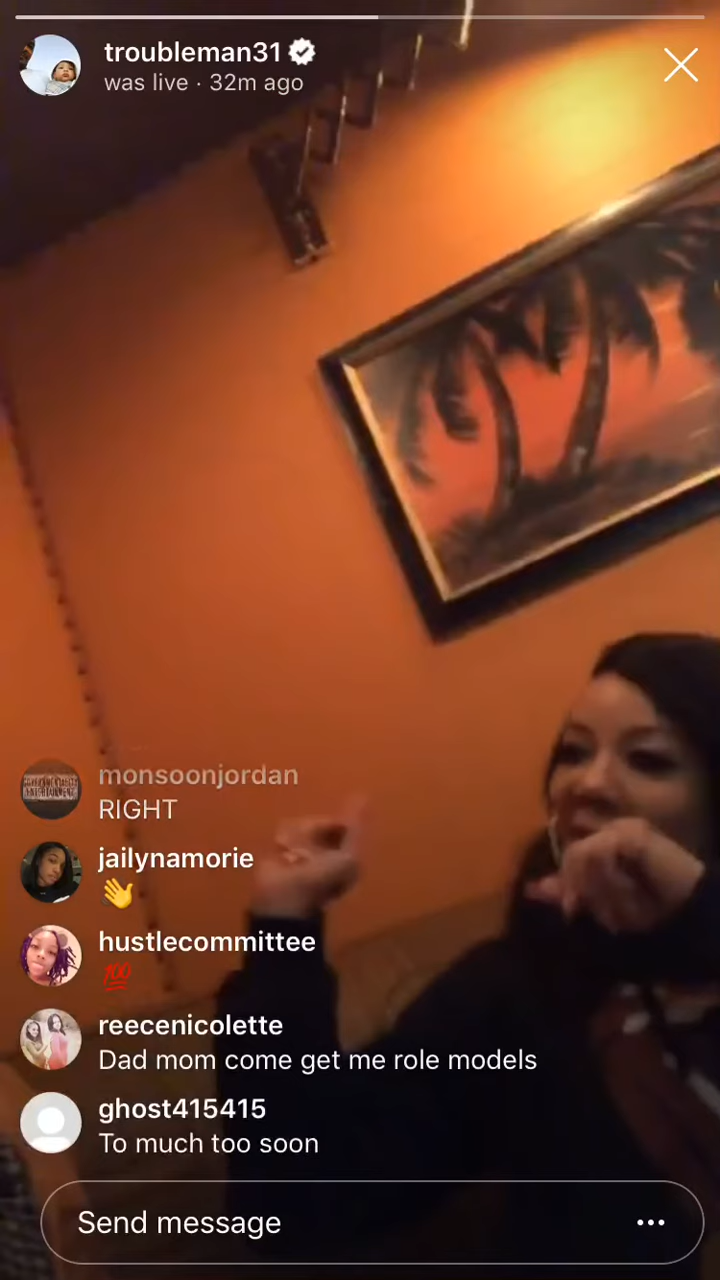 troubleman31
was live · 32m ago
monsoonjordan
RIGHT
jailynamorie
👋
hustlecommittee
💯
reecenicolette
Dad mom come get me role models
ghost415415
To much too soon
Send message